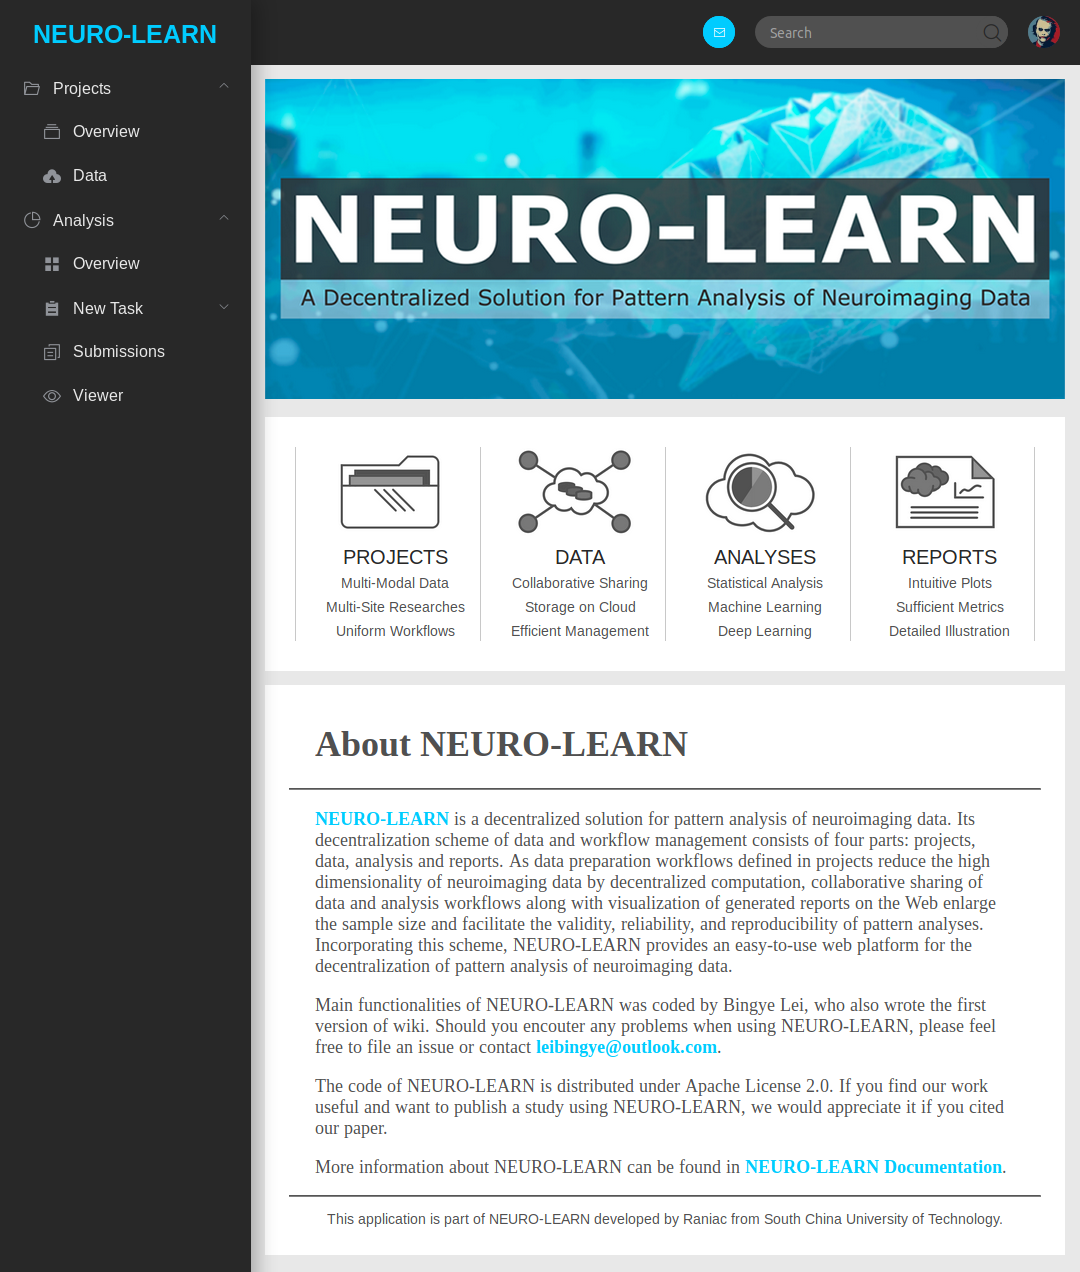 NEURO-LEARN
Search
Projects
Overview
Data
Analysis
Overview
New Task
Submissions
Viewer
NEURO-LEARN
A Decentralized Solution for Pattern Analysis of Neuroimaging Data
PROJECTS
Multi-Modal Data
Multi-Site Researches
Uniform Workflows
DATA
Collaborative Sharing
Storage on Cloud
Efficient Management
ANALYSES
Statistical Analysis
Machine Learning
Deep Learning
REPORTS
Intuitive Plots
Sufficient Metrics
Detailed Illustration
About NEURO-LEARN
NEURO-LEARN is a decentralized solution for pattern analysis of neuroimaging data. Its
decentralization scheme of data and workflow management consists of four parts: projects,
data, analysis and reports. As data preparation workflows defined in projects reduce the high
dimensionality of neuroimaging data by decentralized computation, collaborative sharing of
data and analysis workflows along with visualization of generated reports on the Web enlarge
the sample size and facilitate the validity, reliability, and reproducibility of pattern analyses.
Incorporating this scheme, NEURO-LEARN provides an easy-to-use web platform for the
decentralization of pattern analysis of neuroimaging data.
Main functionalities of NEURO-LEARN was coded by Bingye Lei, who also wrote the first
version of wiki. Should you encouter any problems when using NEURO-LEARN, please feel
free to file an issue or contact leibingye@outlook.com.
The code of NEURO-LEARN is distributed under Apache License 2.0. If you find our work
useful and want to publish a study using NEURO-LEARN, we would appreciate it if you cited
our paper.
More information about NEURO-LEARN can be found in NEURO-LEARN Documentation.
This application is part of NEURO-LEARN developed by Raniac from South China University of Technology.